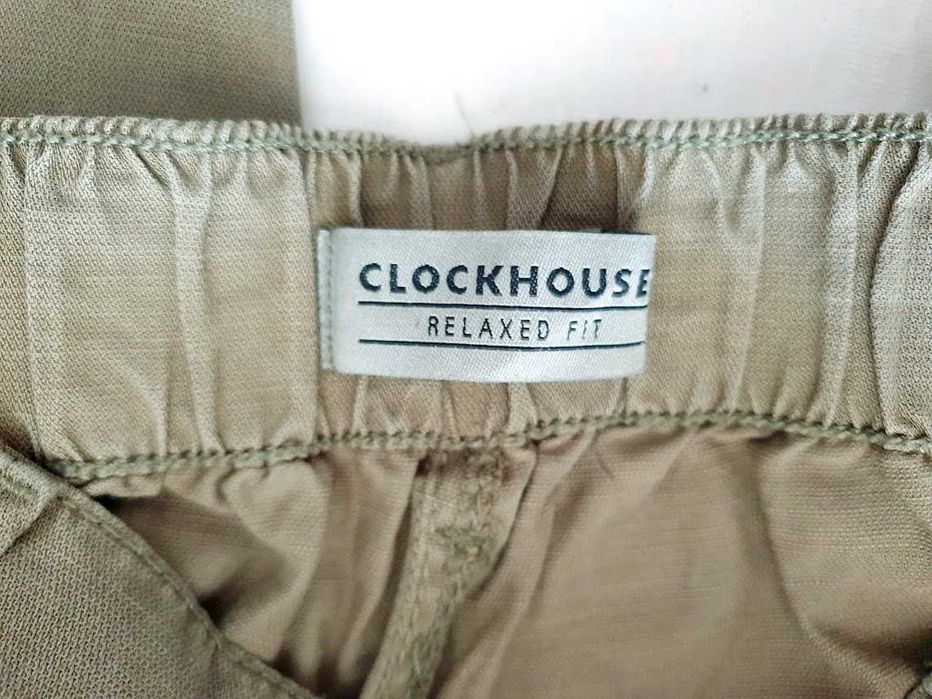 CLOCKHOUSE
RELAXED FIT